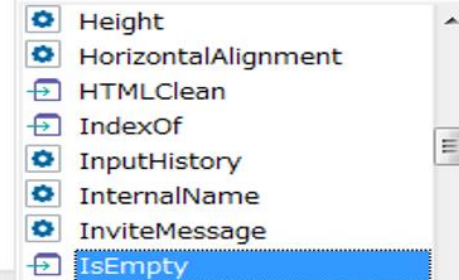 Height
HorizontalAlignment
HTMLClean
IndexOf
InputHistory
InternalName
InviteMessage
IsEmpty